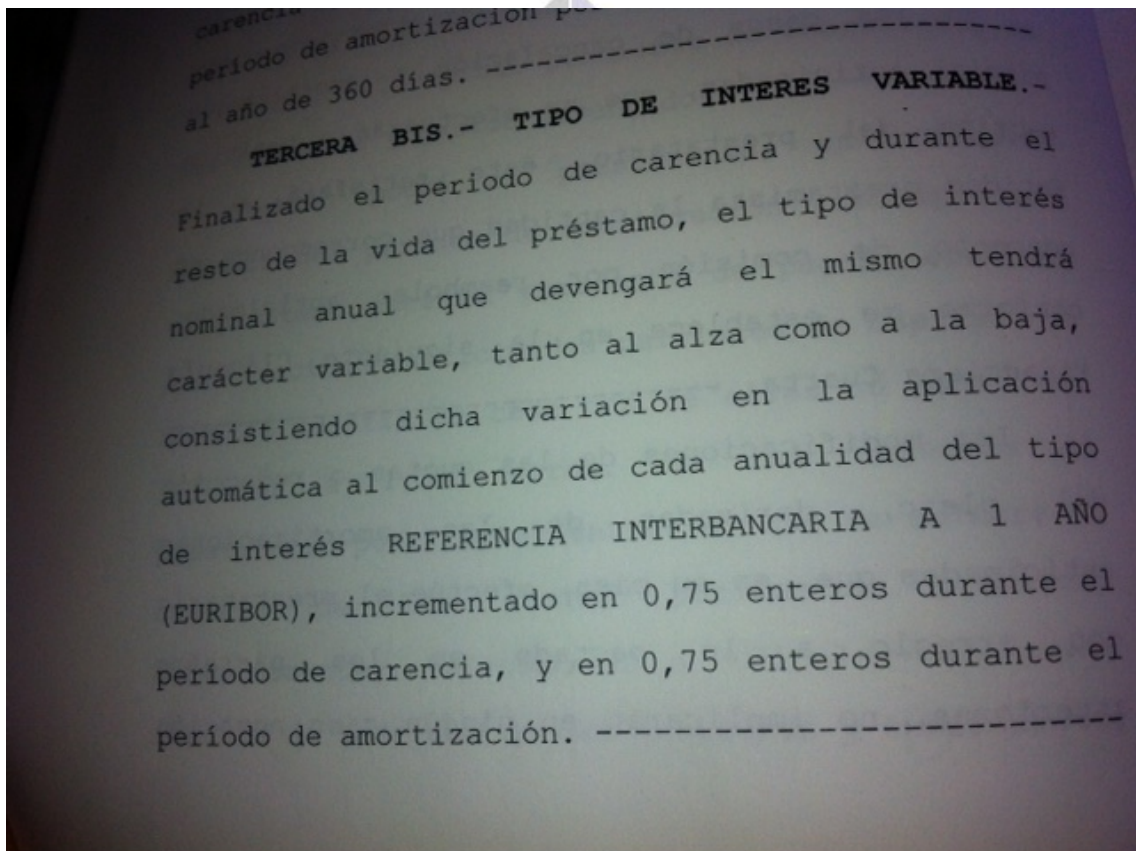 carencia
período de amortización
al año de 360 días. ------------------------------
TERCERA BIS.- TIPO DE INTERES VARIABLE.-
Finalizado el periodo de carencia y durante el
resto de la vida del préstamo, el tipo de interés
nominal anual que devengará el mismo tendrá
carácter variable, tanto al alza como a la baja,
consistiendo dicha variación en la aplicación
automática al comienzo de cada anualidad del tipo
de interés REFERENCIA INTERBANCARIA A 1 AÑO
(EURIBOR), incrementado en 0,75 enteros durante el
período de carencia, y en 0,75 enteros durante el
período de amortización. --------------------------